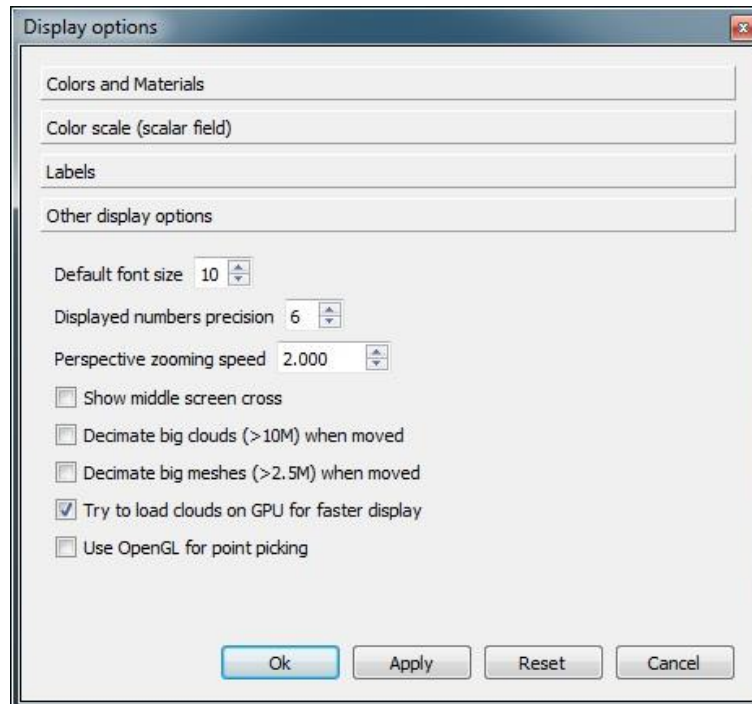 Display options
Colors and Materials
Color scale (scalar field)
Labels
Other display options
Default font size 10
Displayed numbers precision 6
Perspective zooming speed 2.000
Show middle screen cross
Decimate big clouds (>10M) when moved
Decimate big meshes (>2.5M) when moved
Try to load clouds on GPU for faster display
Use OpenGL for point picking
Ok Apply Reset Cancel